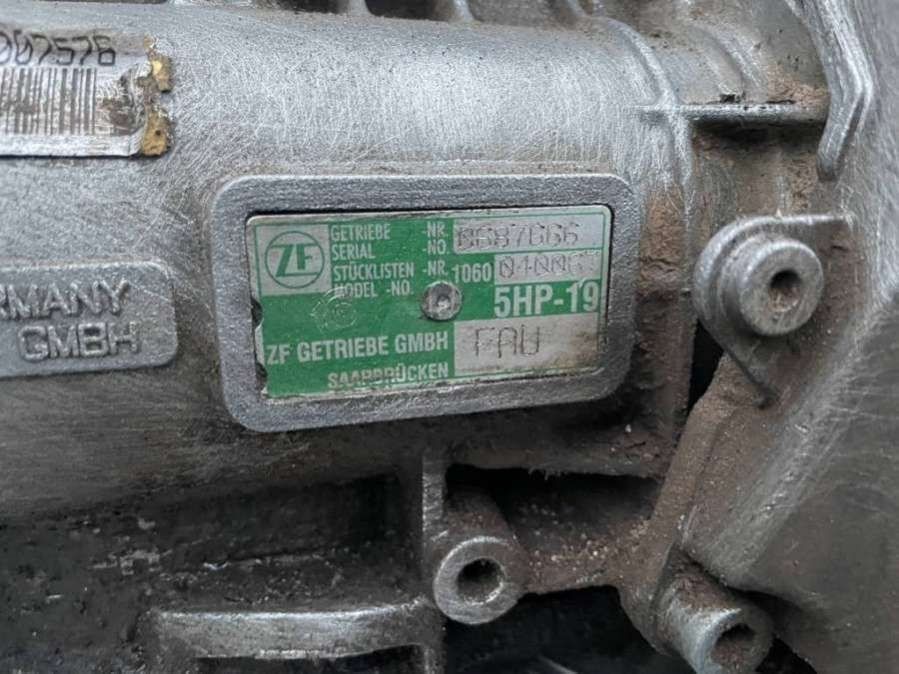 007576
RMANY
GMBH
ZF
GETRIEBE -NR.
SERIAL -NO.
STÜCKLISTEN -NR. 1060
MODEL -NO.
5HP-19
ZF GETRIEBE GMBH FAU
SAARBRÜCKEN